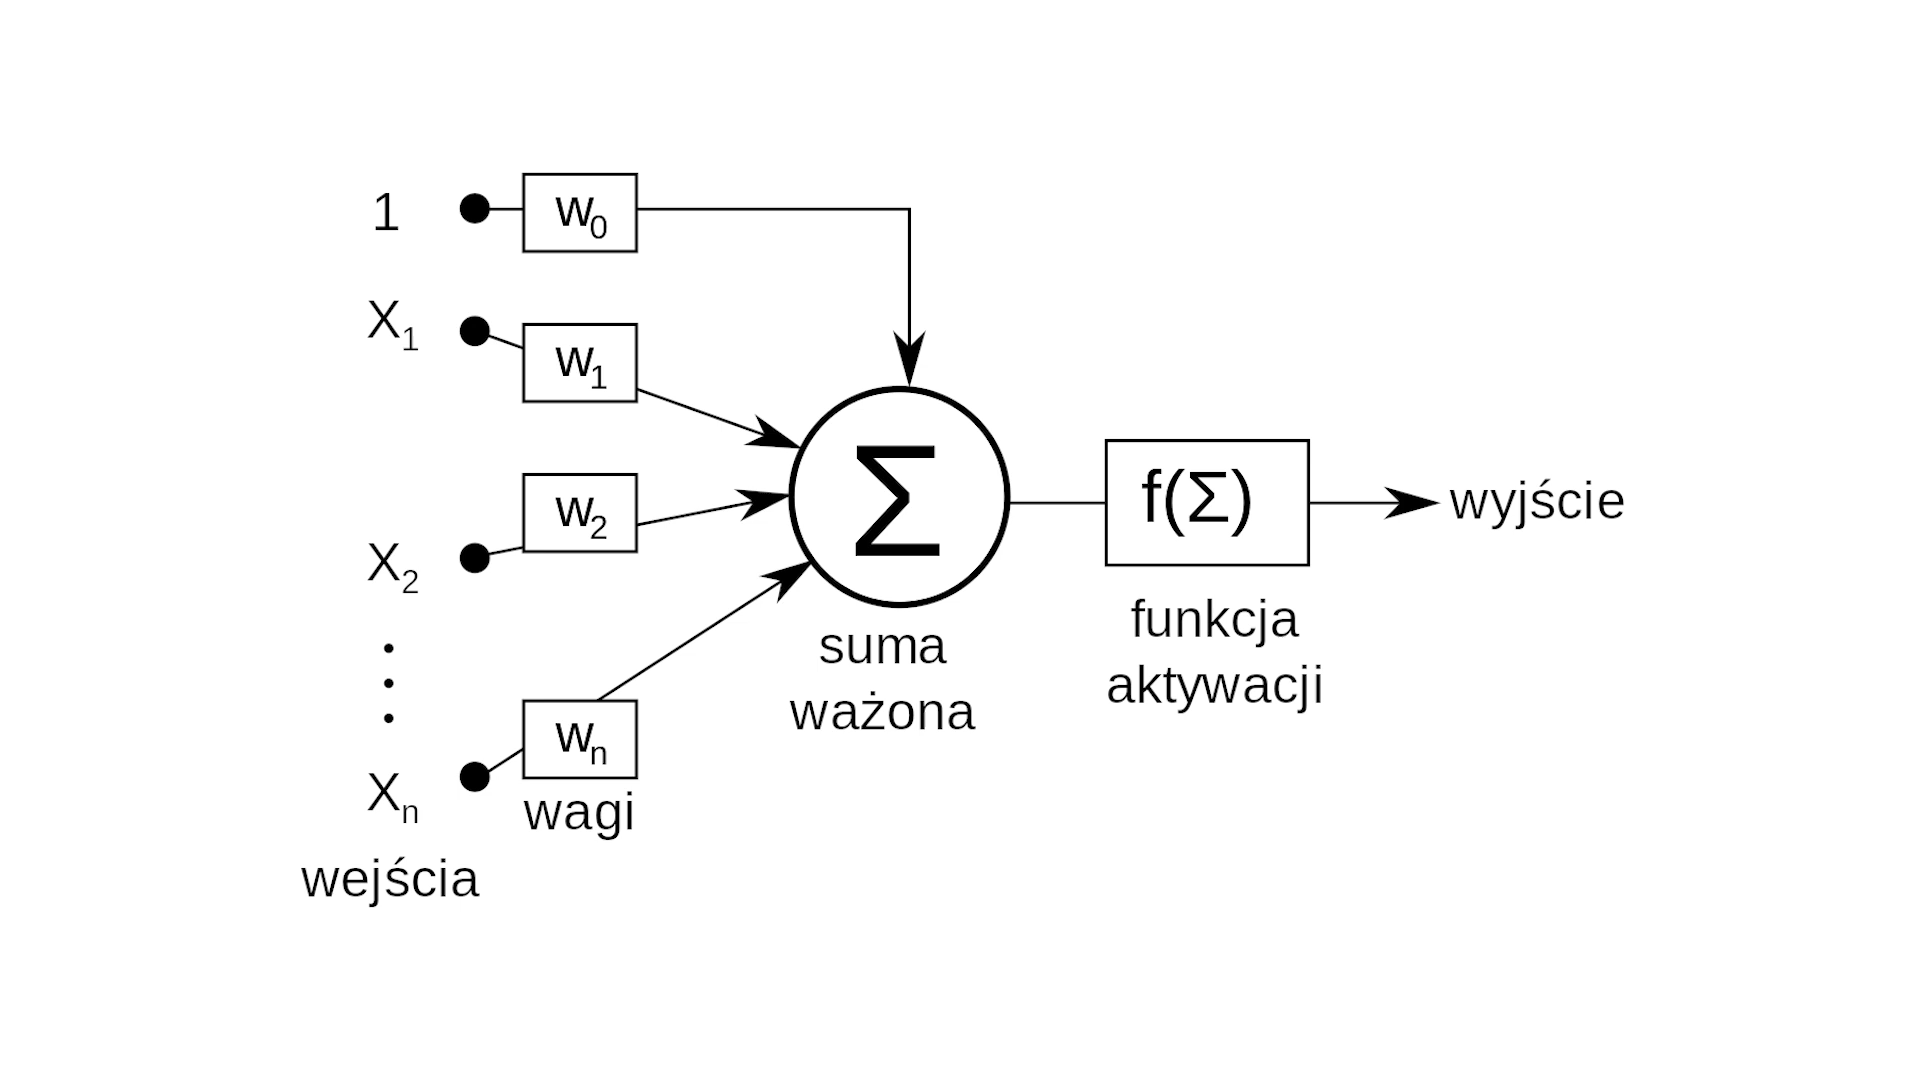 1
w0
X1
w1
X2
w2
Xn
wn
wagi
wejścia
Σ
suma
ważona
f(Σ)
funkcja
aktywacji
wyjście